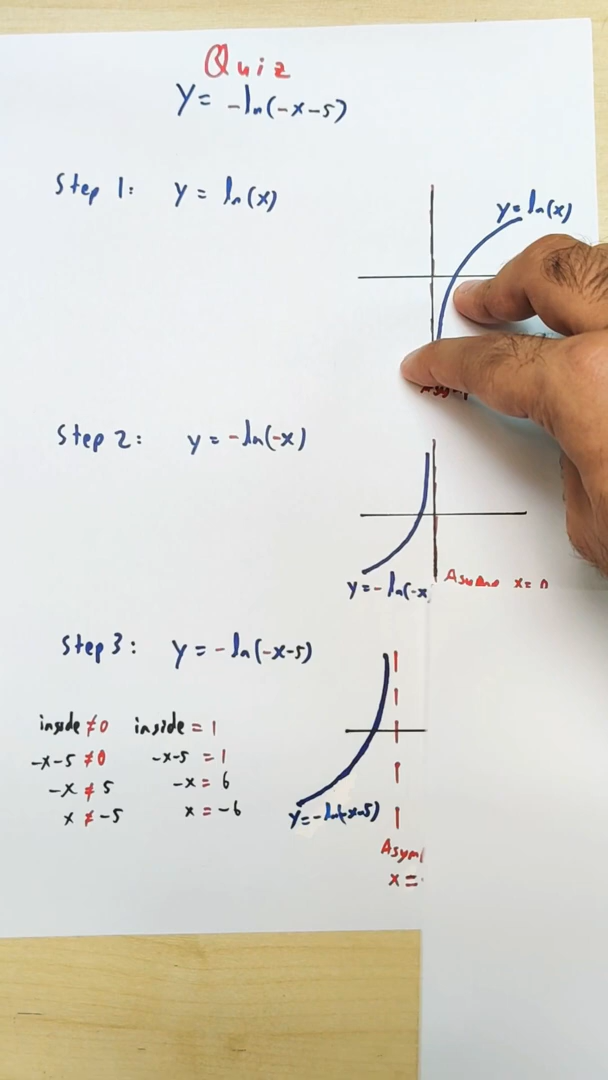 Quiz
y = -ln(-x-5)
Step 1: y = ln(x)
y = ln(x)
Step 2: y = -ln(-x)
y = -ln(-x
x = 0
Step 3: y = -ln(-x-5)
inside ≠ 0 inside = 1
-x-5 ≠ 0 -x-5 = 1
-x ≠ 5 -x = 6
x ≠ -5 x = -6
y = -ln(-x-5)
Asym
x =